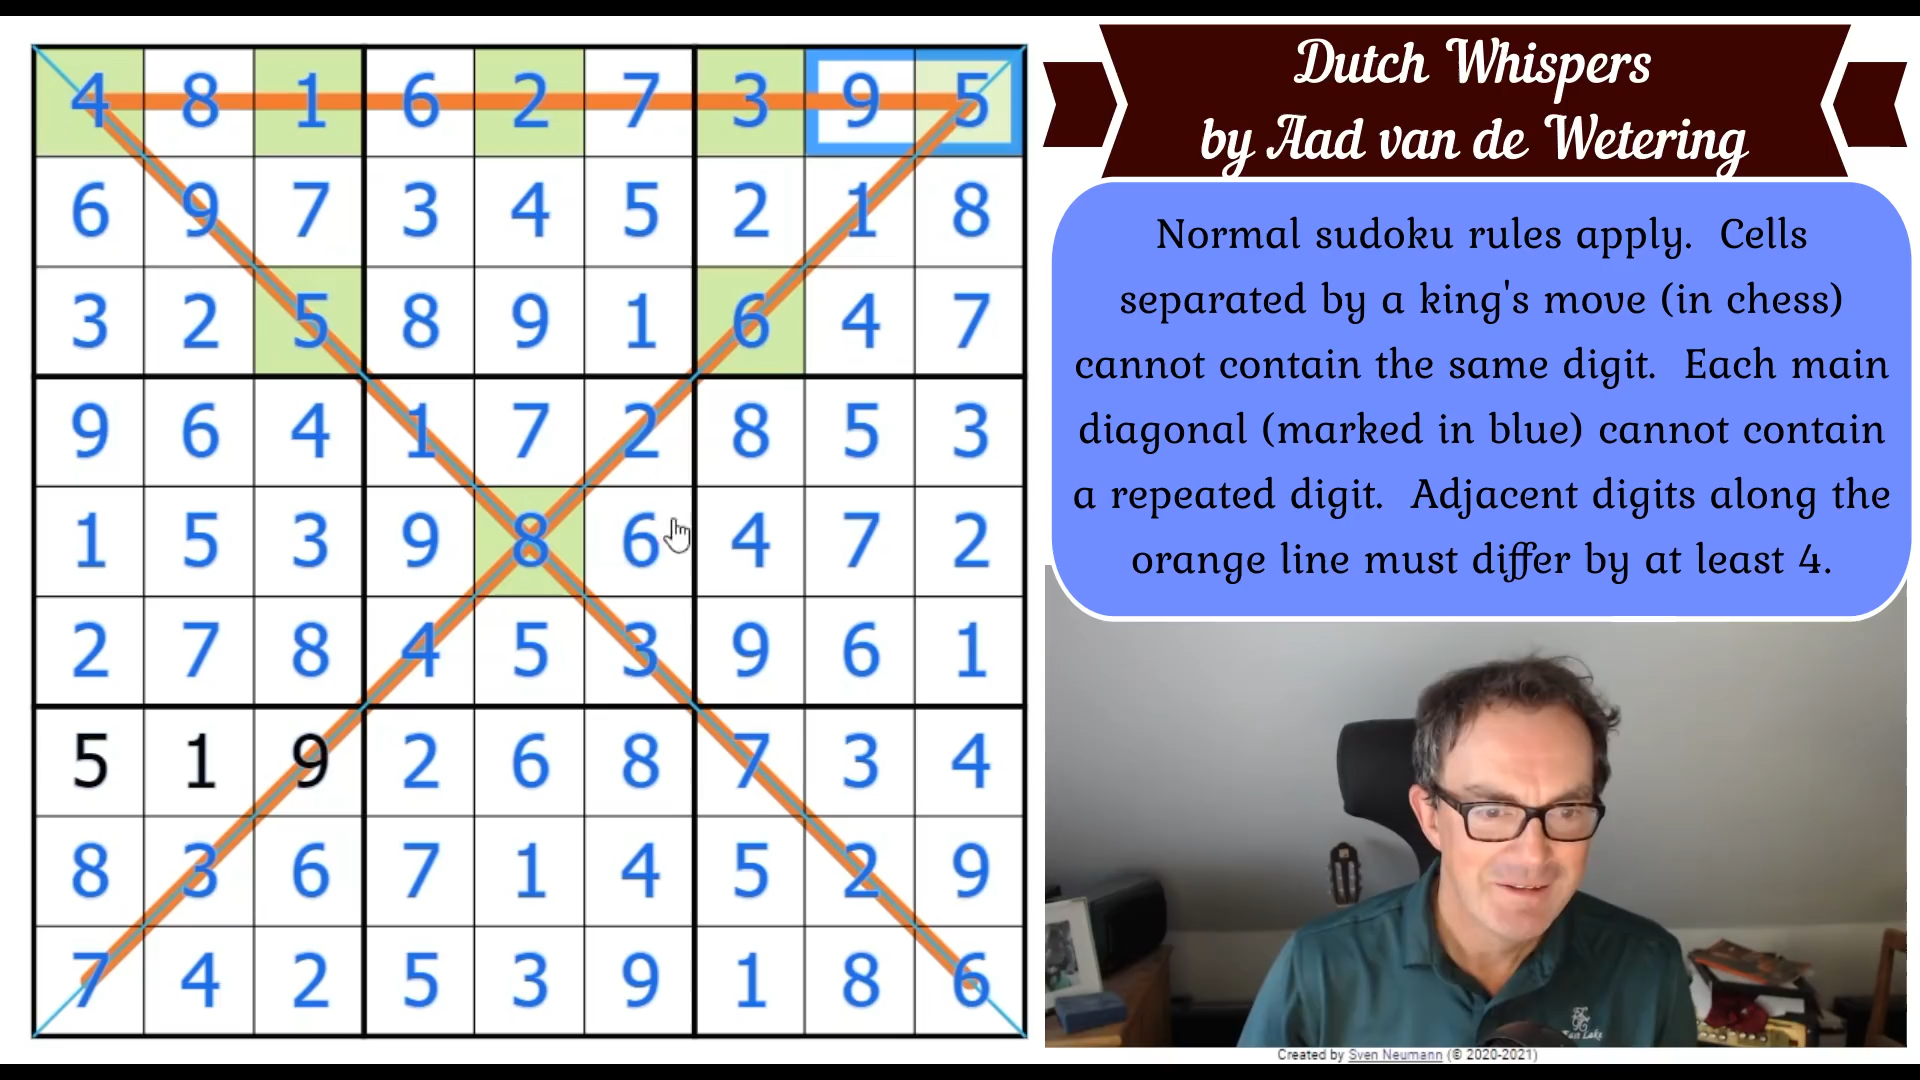 Dutch Whispers
by Aad van de Wetering
Normal sudoku rules apply. Cells
separated by a king's move (in chess)
cannot contain the same digit. Each main
diagonal (marked in blue) cannot contain
a repeated digit. Adjacent digits along the
orange line must differ by at least 4.
4 8 1 6 2 7 3 9 5
6 9 7 3 4 5 2 1 8
3 2 5 8 9 1 6 4 7
9 6 4 1 7 2 8 5 3
1 5 3 9 8 6 4 7 2
2 7 8 4 5 3 9 6 1
5 1 9 2 6 8 7 3 4
8 3 6 7 1 4 5 2 9
7 4 2 5 3 9 1 8 6
East Lake
Created by Sven Neumann (© 2020-2021)